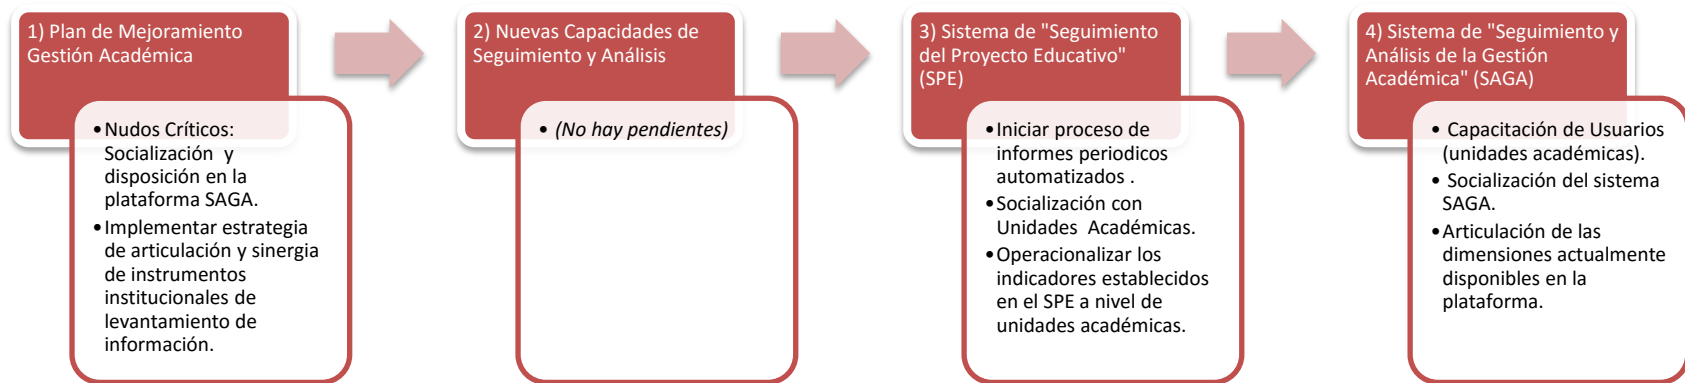 1) Plan de Mejoramiento
Gestión Académica
•Nudos Críticos:
Socialización y
disposición en la
plataforma SAGA.
•Implementar estrategia
de articulación y sinergia
de instrumentos
institucionales de
levantamiento de
información.
2) Nuevas Capacidades de
Seguimiento y Análisis
• (No hay pendientes)
3) Sistema de "Seguimiento
del Proyecto Educativo"
(SPE)
•Iniciar proceso de
informes periodicos
automatizados .
•Socialización con
Unidades Académicas.
•Operacionalizar los
indicadores establecidos
en el SPE a nivel de
unidades académicas.
4) Sistema de "Seguimiento y
Análisis de la Gestión
Académica" (SAGA)
• Capacitación de Usuarios
(unidades académicas).
• Socialización del sistema
SAGA.
•Articulación de las
dimensiones actualmente
disponibles en la
plataforma.